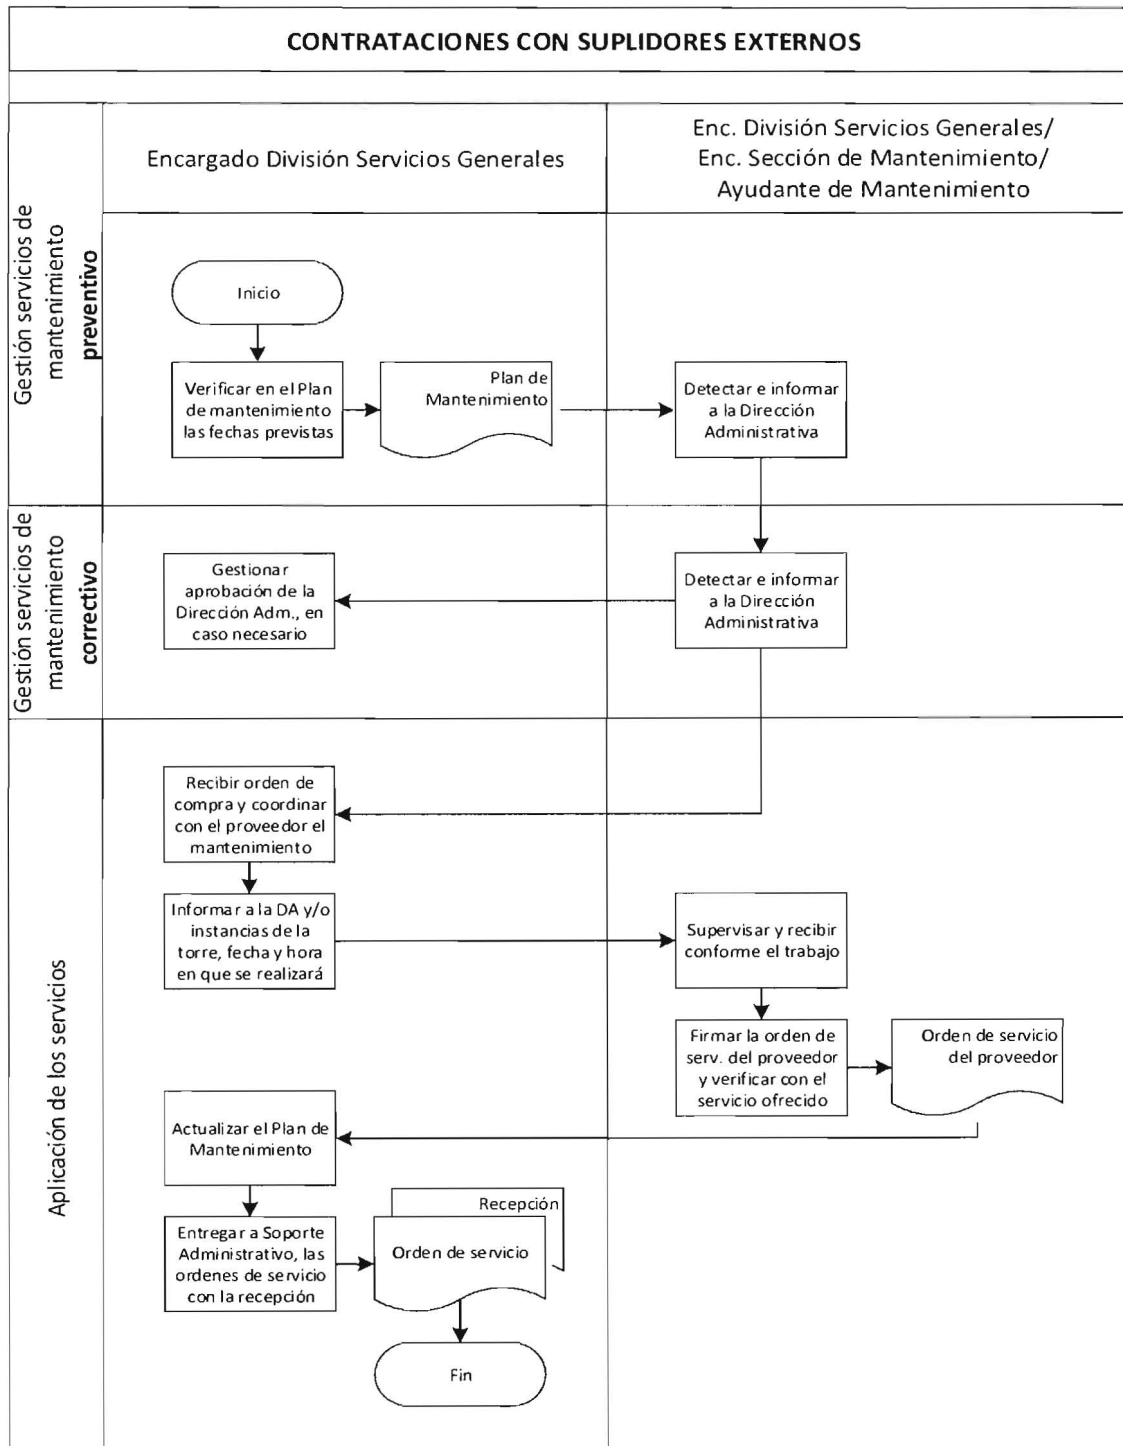 CONTRATACIONES CON SUPLIDORES EXTERNOS
Encargado División Servicios Generales
Enc. División Servicios Generales/
Enc. Sección de Mantenimiento/
Ayudante de Mantenimiento
Gestión servicios de
mantenimiento
preventivo
Inicio
Verificar en el Plan
de mantenimiento
las fechas previstas
Plan de
Mantenimiento
Detectar e informar
a la Dirección
Administrativa
Gestión servicios de
mantenimiento
correctivo
Gestionar
aprobación de la
Dirección Adm., en
caso necesario
Detectar e informar
a la Dirección
Administrativa
Aplicación de los servicios
Recibir orden de
compra y coordinar
con el proveedor el
mantenimiento
Informar a la DA y/o
instancias de la
torre, fecha y hora
en que se realizará
Supervisar y recibir
conforme el trabajo
Firmar la orden de
serv. del proveedor
y verificar con el
servicio ofrecido
Orden de servicio
del proveedor
Actualizar el Plan de
Mantenimiento
Entregar a Soporte
Administrativo, las
ordenes de servicio
con la recepción
Recepción
Orden de servicio
Fin